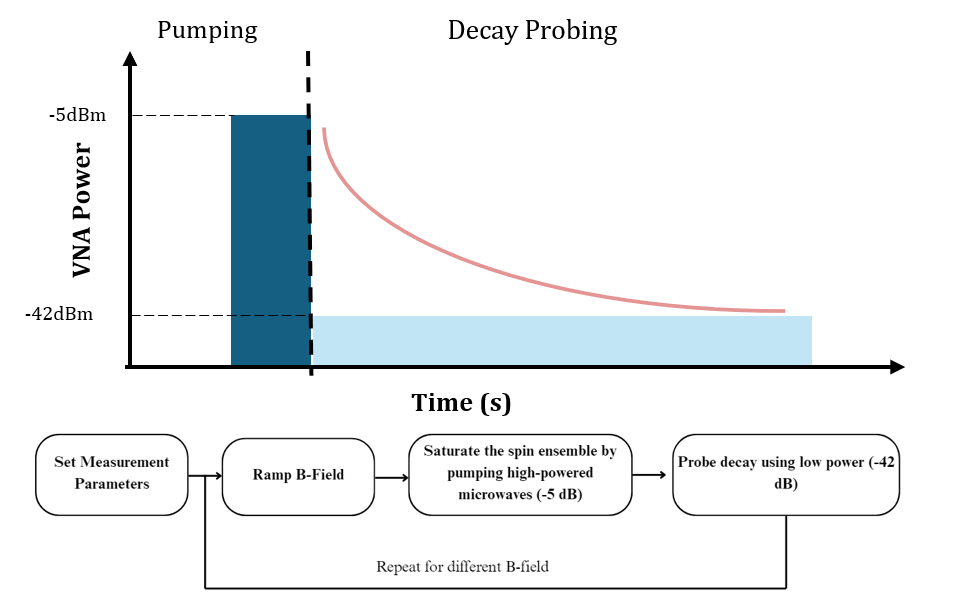 Pumping
Decay Probing
-5dBm
VNA Power
-42dBm
Time (s)
Set Measurement
Parameters
Ramp B-Field
Saturate the spin ensemble by
pumping high-powered
microwaves (-5 dB)
Probe decay using low power (-42
dB)
Repeat for different B-field